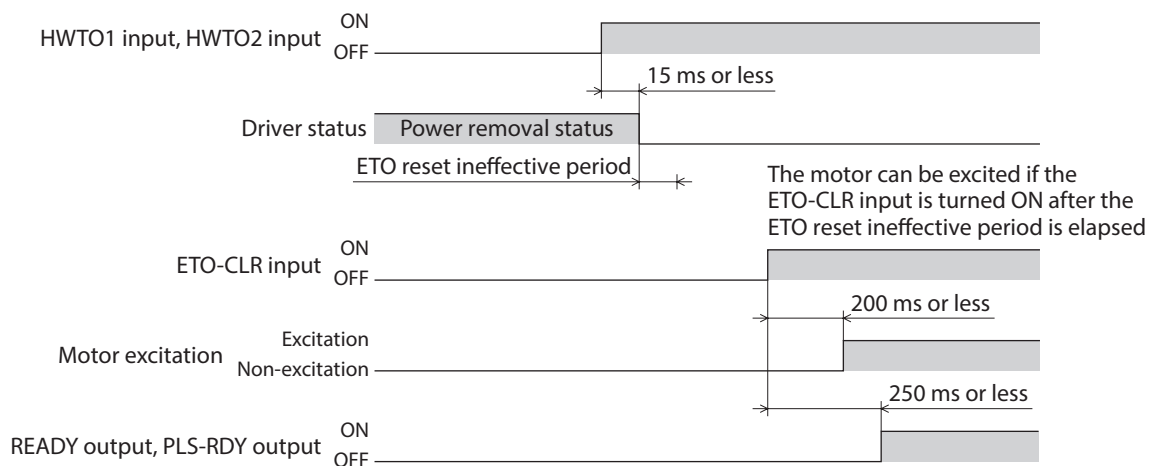 HWTO1 input, HWTO2 input
ON
OFF
15 ms or less
Driver status
Power removal status
ETO reset ineffective period
The motor can be excited if the
ETO-CLR input is turned ON after the
ETO reset ineffective period is elapsed
ETO-CLR input
ON
OFF
200 ms or less
Motor excitation
Excitation
Non-excitation
250 ms or less
READY output, PLS-RDY output
ON
OFF